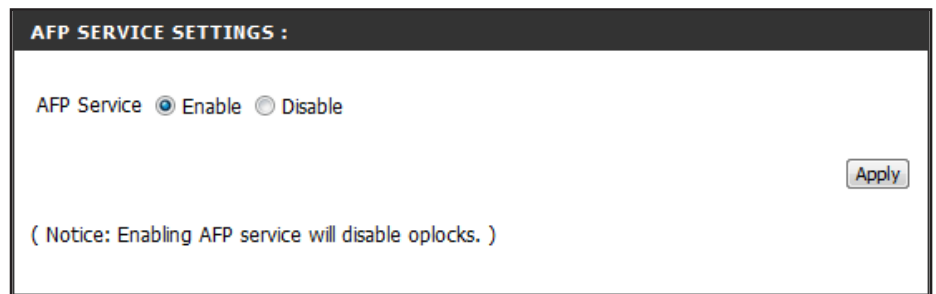 AFP SERVICE SETTINGS :
AFP Service Enable Disable
Apply
( Notice: Enabling AFP service will disable oplocks. )